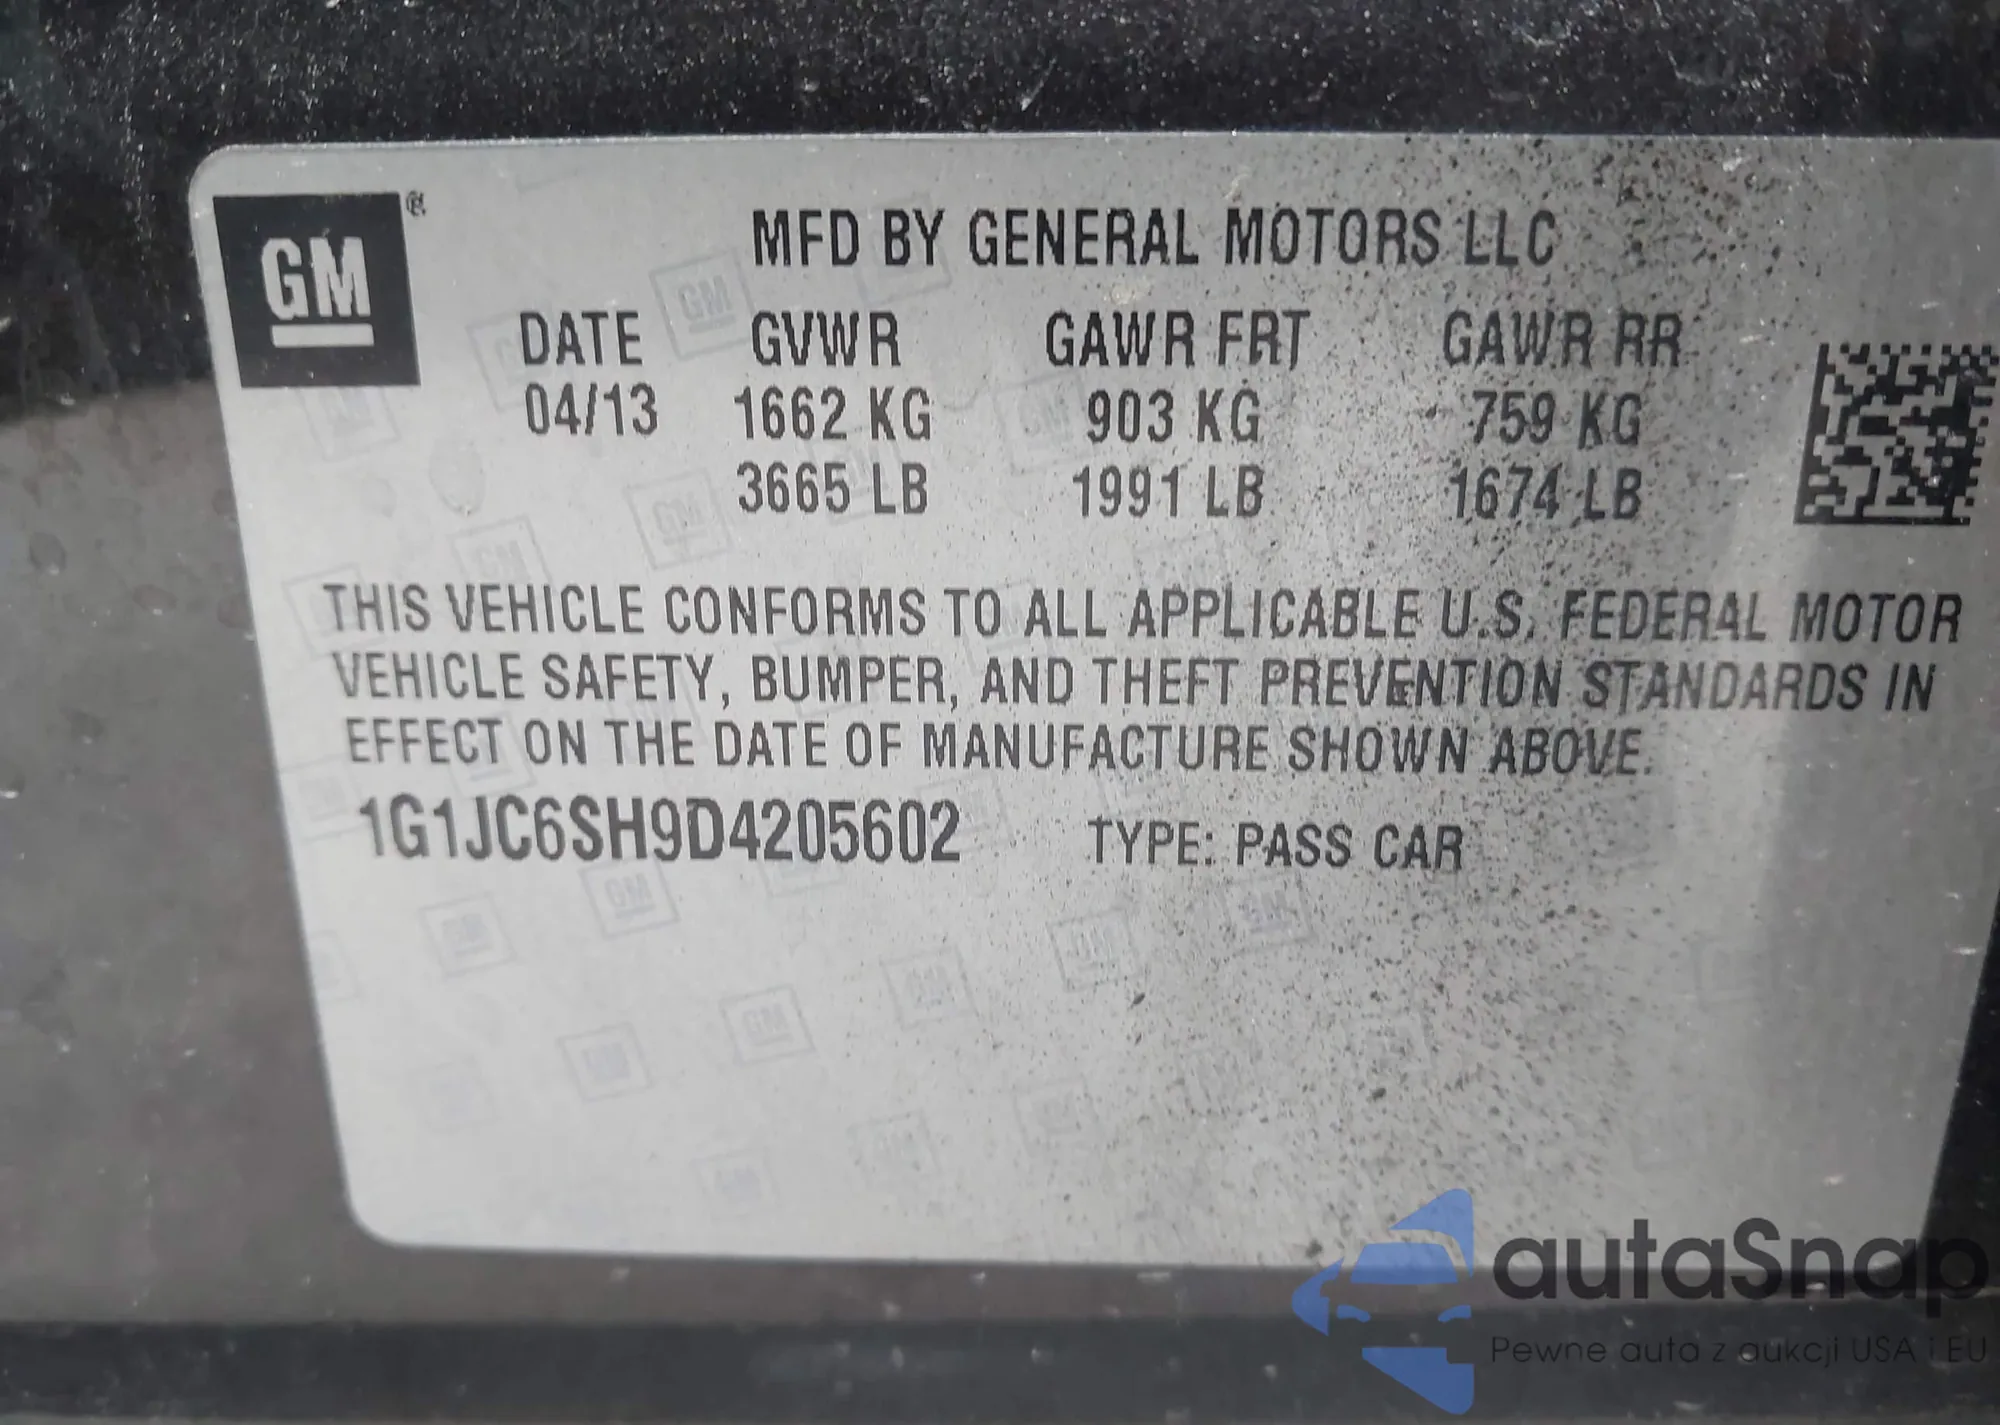 GM ®
MFD BY GENERAL MOTORS LLC
DATE GVWR GAWR FRT GAWR RR
04/13 1662 KG 903 KG 759 KG
3665 LB 1991 LB 1674 LB
THIS VEHICLE CONFORMS TO ALL APPLICABLE U.S. FEDERAL MOTOR
VEHICLE SAFETY, BUMPER, AND THEFT PREVENTION STANDARDS IN
EFFECT ON THE DATE OF MANUFACTURE SHOWN ABOVE.
1G1JC6SH9D4205602 TYPE: PASS CAR
autaSnap
Pewne auta z aukcji USA i EU